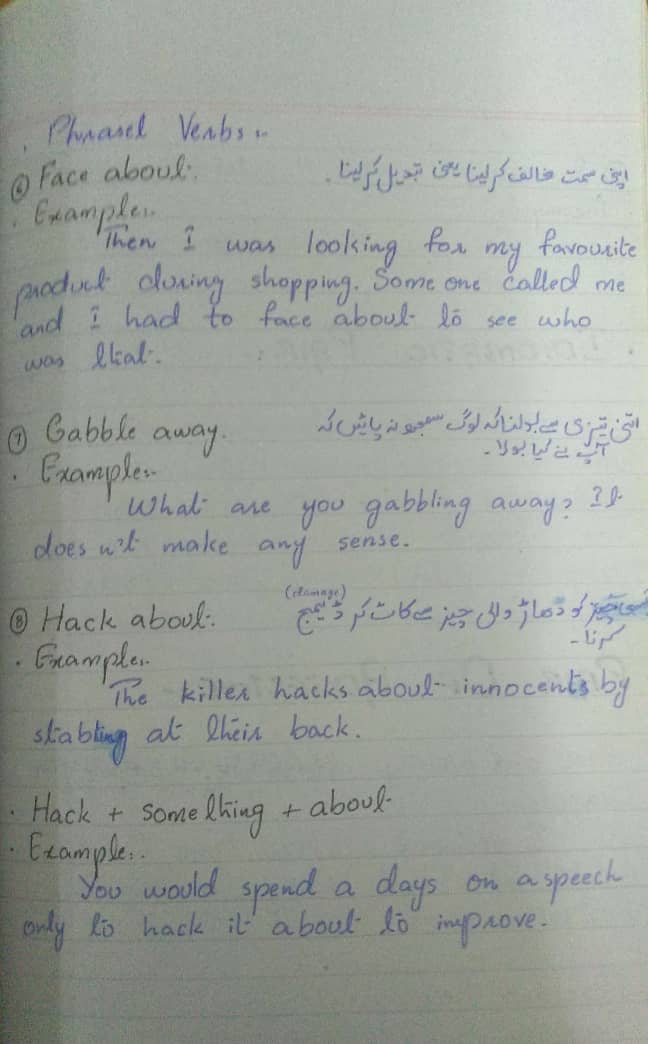 . Phrasel Verbs:-
⑥ Face about:. اپنی سمت مخالف کر لینا یعنی تبدیل کر لینا۔
. Example:.
Then I was looking for my favourite
product during shopping. Some one called me
and I had to face about to see who
was that.
⑦ Gabble away. اتنی تیزی سے بولنا کہ لوگ سمجھ نہ پائیں کہ
آپ نے کیا بولا۔
. Example:-
What are you gabbling away? It
does n't make any sense.
(damage)
⑧ Hack about:. کسی چیز کو دھاڑ والی چیز سے کاٹ کر ڈیمج
کرنا۔
. Example:.
The killer hacks about innocents by
stabbing at their back.
. Hack + something + about
. Example:.
You would spend a days on a speech
only to hack it about to improve.